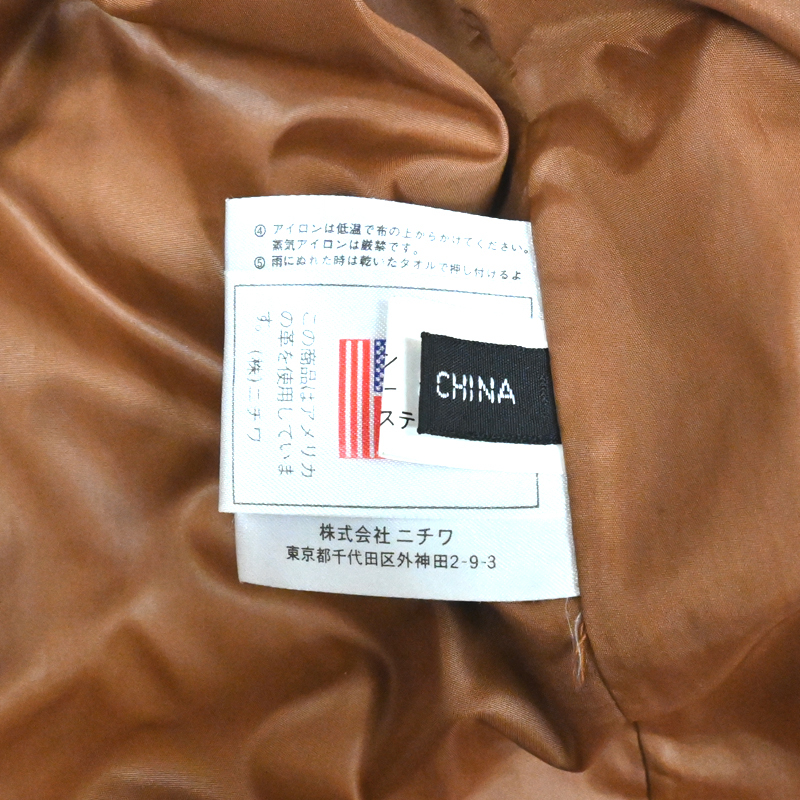 ④ アイロンは低温で布の上からかけてください。
蒸気アイロンは厳禁です。
⑤ 雨にぬれた時は乾いたタオルで押し付けるよ
この商品はアメリカ
の革を使用していま
す。(株)ニチワ
ステ
CHINA
株式会社 ニチワ
東京都千代田区外神田2-9-3